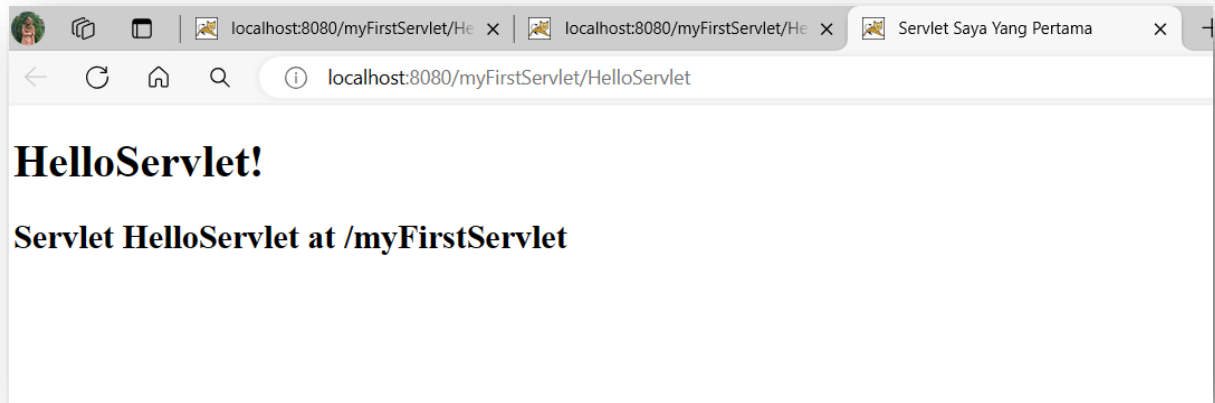 localhost:8080/myFirstServlet/He
localhost:8080/myFirstServlet/He
Servlet Saya Yang Pertama
localhost:8080/myFirstServlet/HelloServlet
HelloServlet!
Servlet HelloServlet at /myFirstServlet